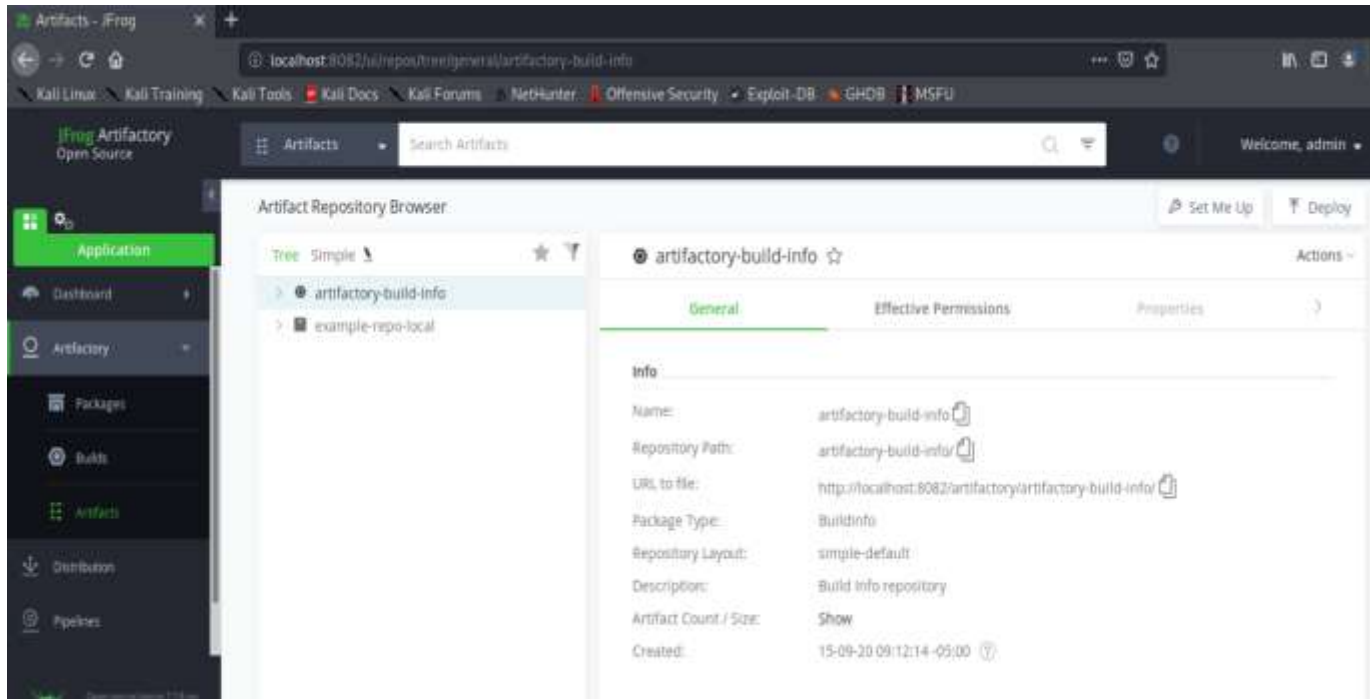 Artifacts - JFrog
localhost:8082/ui/repos/tree/general/artifactory-build-info
Kali Linux Kali Training Kali Tools Kali Docs Kali Forums NetHunter Offensive Security Exploit-DB GHDB MSFU
JFrog Artifactory
Open Source
Artifacts
Search Artifacts
Welcome, admin
Artifact Repository Browser
Set Me Up
Deploy
Application
Dashboard
Artifactory
Packages
Builds
Artifacts
Distribution
Pipelines
Tree Simple
artifactory-build-info
example-repo-local
artifactory-build-info
Actions
General Effective Permissions Properties
Info
Name: artifactory-build-info
Repository Path: artifactory-build-info/
URL to file: http://localhost:8082/artifactory/artifactory-build-info/
Package Type: BuildInfo
Repository Layout: simple-default
Description: Build Info repository
Artifact Count / Size: Show
Created: 15-09-20 09:12:14 -05:00